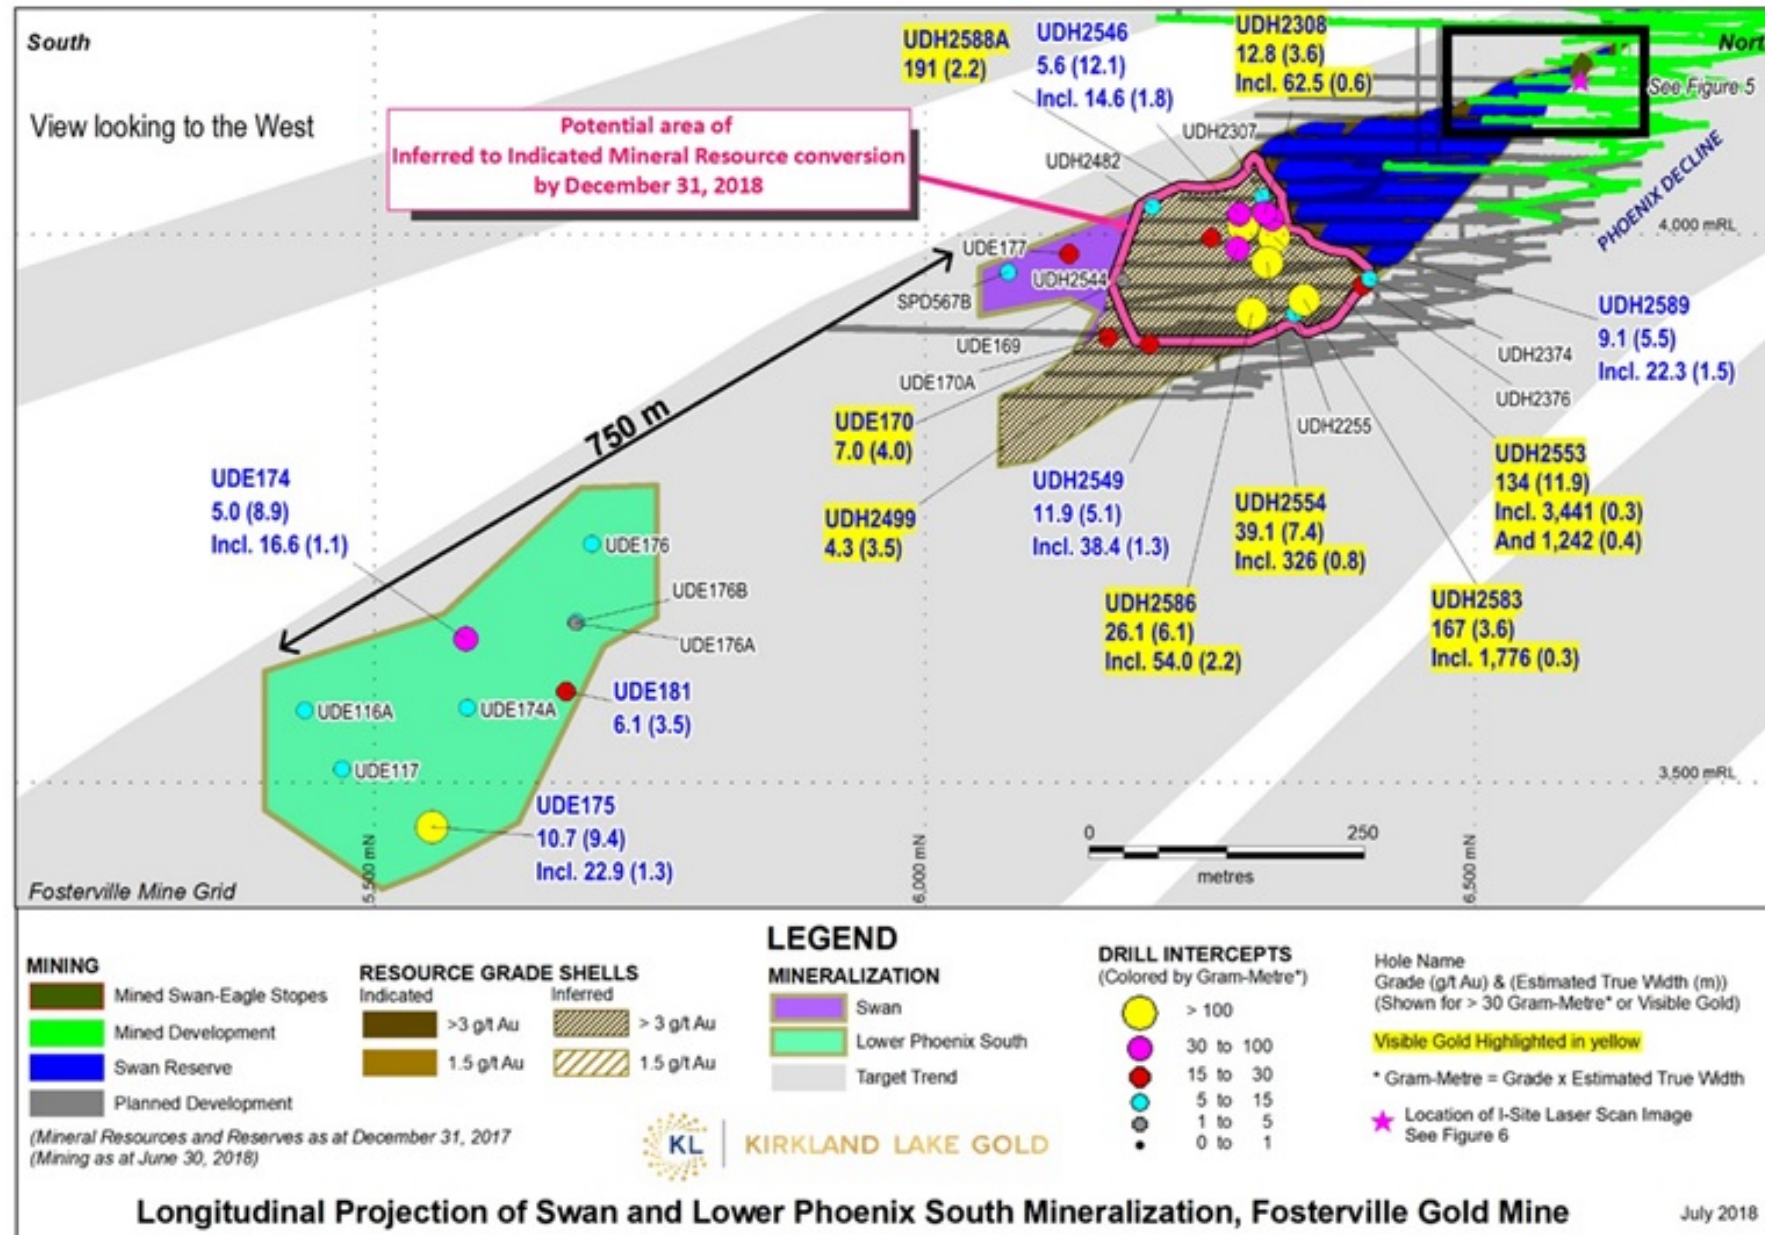 South
View looking to the West
UDH2588A
191 (2.2)
UDH2546
5.6 (12.1)
Incl. 14.6 (1.8)
UDH2308
12.8 (3.6)
Incl. 62.5 (0.6)
Nort
See Figure 5
Potential area of
Inferred to Indicated Mineral Resource conversion
by December 31, 2018
UDH2307
UDH2482
PHOENIX DECLINE
4,000 mRL
UDE177
UDH2544
SPD567B
UDE169
UDE170A
UDH2589
9.1 (5.5)
Incl. 22.3 (1.5)
UDH2374
UDH2376
UDH2255
750 m
UDE170
7.0 (4.0)
UDH2499
4.3 (3.5)
UDH2549
11.9 (5.1)
Incl. 38.4 (1.3)
UDH2554
39.1 (7.4)
Incl. 326 (0.8)
UDH2553
134 (11.9)
Incl. 3,441 (0.3)
And 1,242 (0.4)
UDH2586
26.1 (6.1)
Incl. 54.0 (2.2)
UDH2583
167 (3.6)
Incl. 1,776 (0.3)
UDE174
5.0 (8.9)
Incl. 16.6 (1.1)
UDE176
UDE176B
UDE176A
UDE181
6.1 (3.5)
UDE116A
UDE174A
UDE117
UDE175
10.7 (9.4)
Incl. 22.9 (1.3)
3,500 mRL
0 250
metres
5,500 mN
6,000 mN
6,500 mN
Fosterville Mine Grid
LEGEND
MINING
Mined Swan-Eagle Stopes
Mined Development
Swan Reserve
Planned Development
(Mineral Resources and Reserves as at December 31, 2017
(Mining as at June 30, 2018)
RESOURCE GRADE SHELLS
Indicated Inferred
>3 g/t Au > 3 g/t Au
1.5 g/t Au 1.5 g/t Au
MINERALIZATION
Swan
Lower Phoenix South
Target Trend
KL KIRKLAND LAKE GOLD
DRILL INTERCEPTS
(Colored by Gram-Metre*)
> 100
30 to 100
15 to 30
5 to 15
1 to 5
0 to 1
Hole Name
Grade (g/t Au) & (Estimated True Width (m))
(Shown for > 30 Gram-Metre* or Visible Gold)
Visible Gold Highlighted in yellow
* Gram-Metre = Grade x Estimated True Width
Location of I-Site Laser Scan Image
See Figure 6
Longitudinal Projection of Swan and Lower Phoenix South Mineralization, Fosterville Gold Mine
July 2018